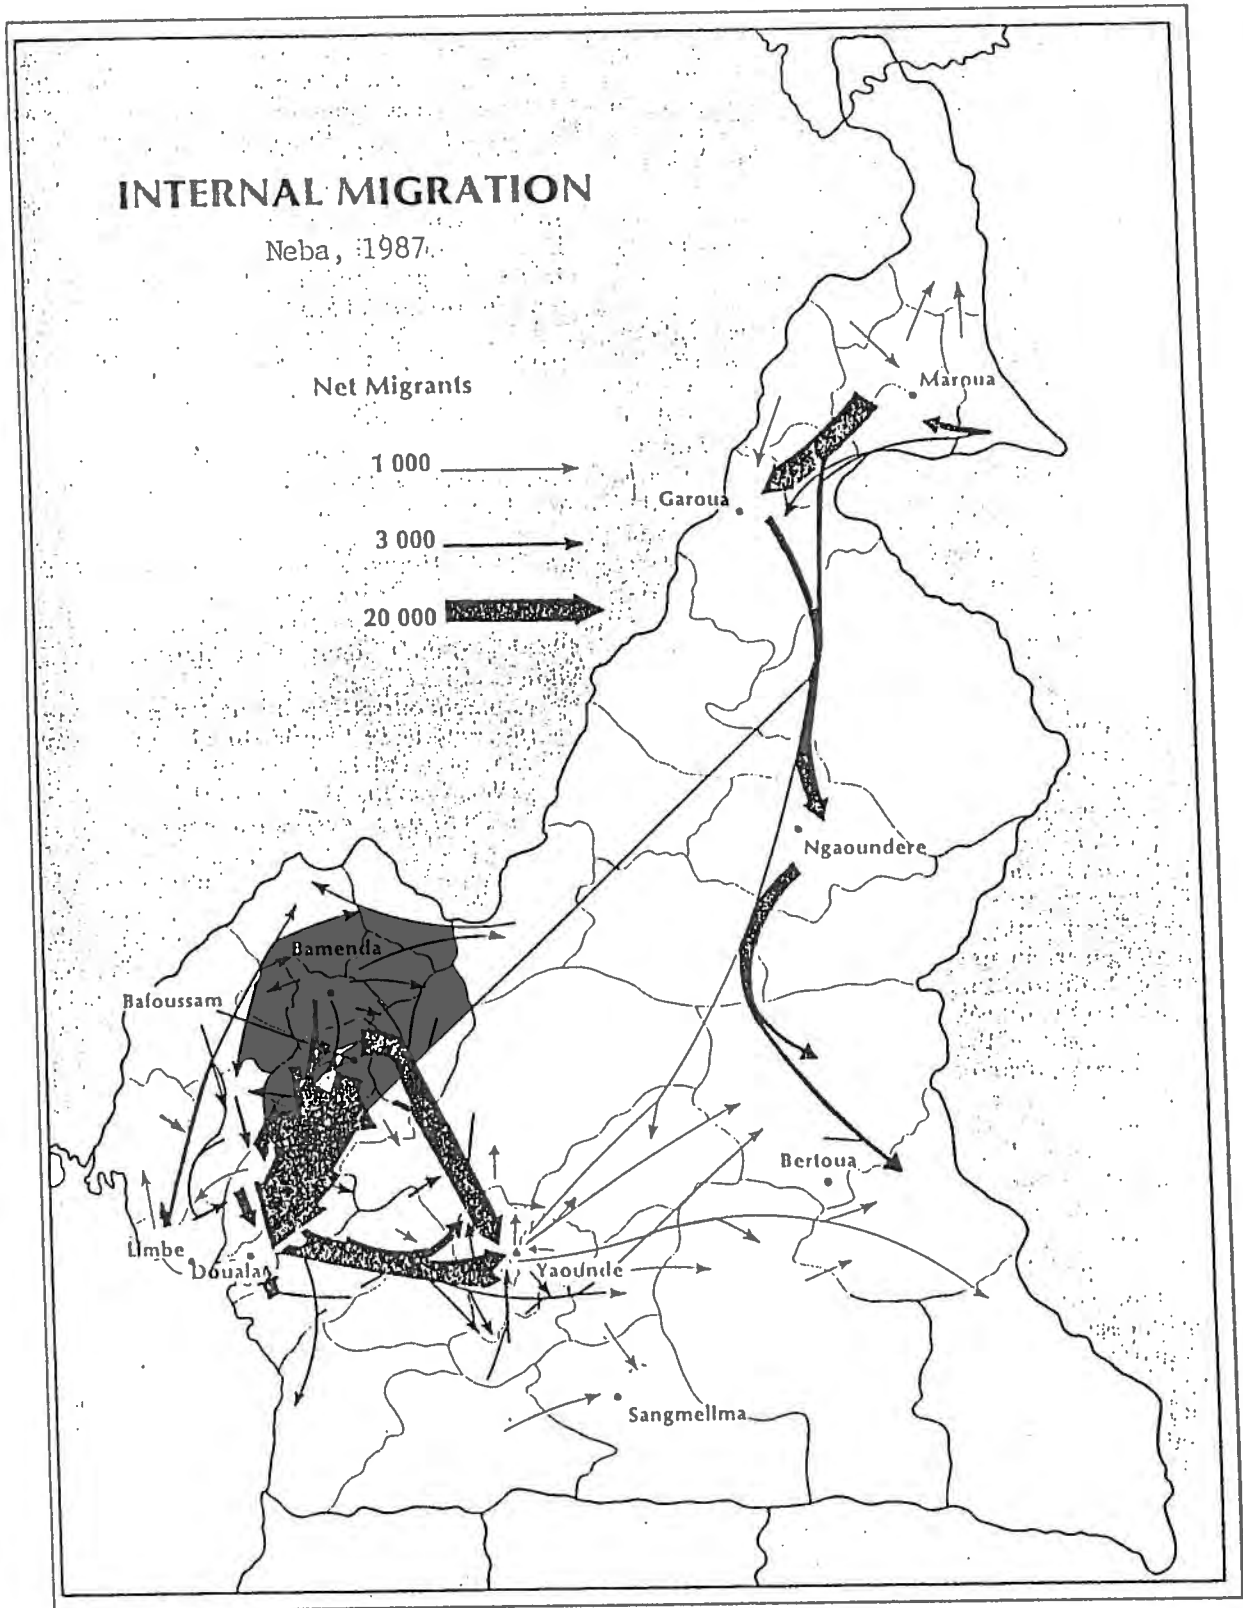 INTERNAL MIGRATION
Neba, 1987
Net Migrants
1 000
3 000
20 000
Maroua
Garoua
Ngaoundere
Bamenda
Bafoussam
Bertoua
Limbe
Douala
Yaounde
Sangmelima